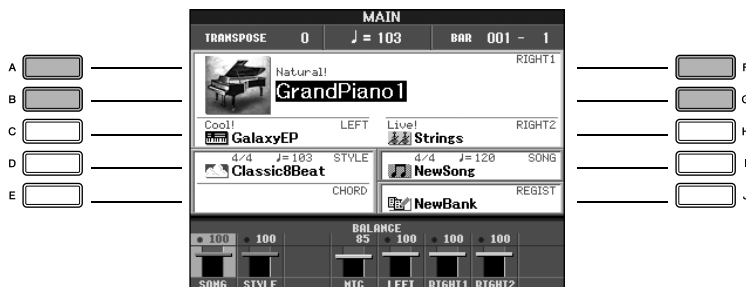 MAIN
TRANSPOSE 0 ♩= 103 BAR 001 - 1
RIGHT1
Natural!
GrandPiano1
Cool! LEFT Live! RIGHT2
GalaxyEP Strings
4/4 ♩=103 STYLE 4/4 ♩=120 SONG
Classic8Beat NewSong
CHORD REGIST
NewBank
BALANCE
100 100 85 100 100 100
SONG STYLE MIC LEFT RIGHT1 RIGHT2
A
B
C
D
E
F
G
H
I
J